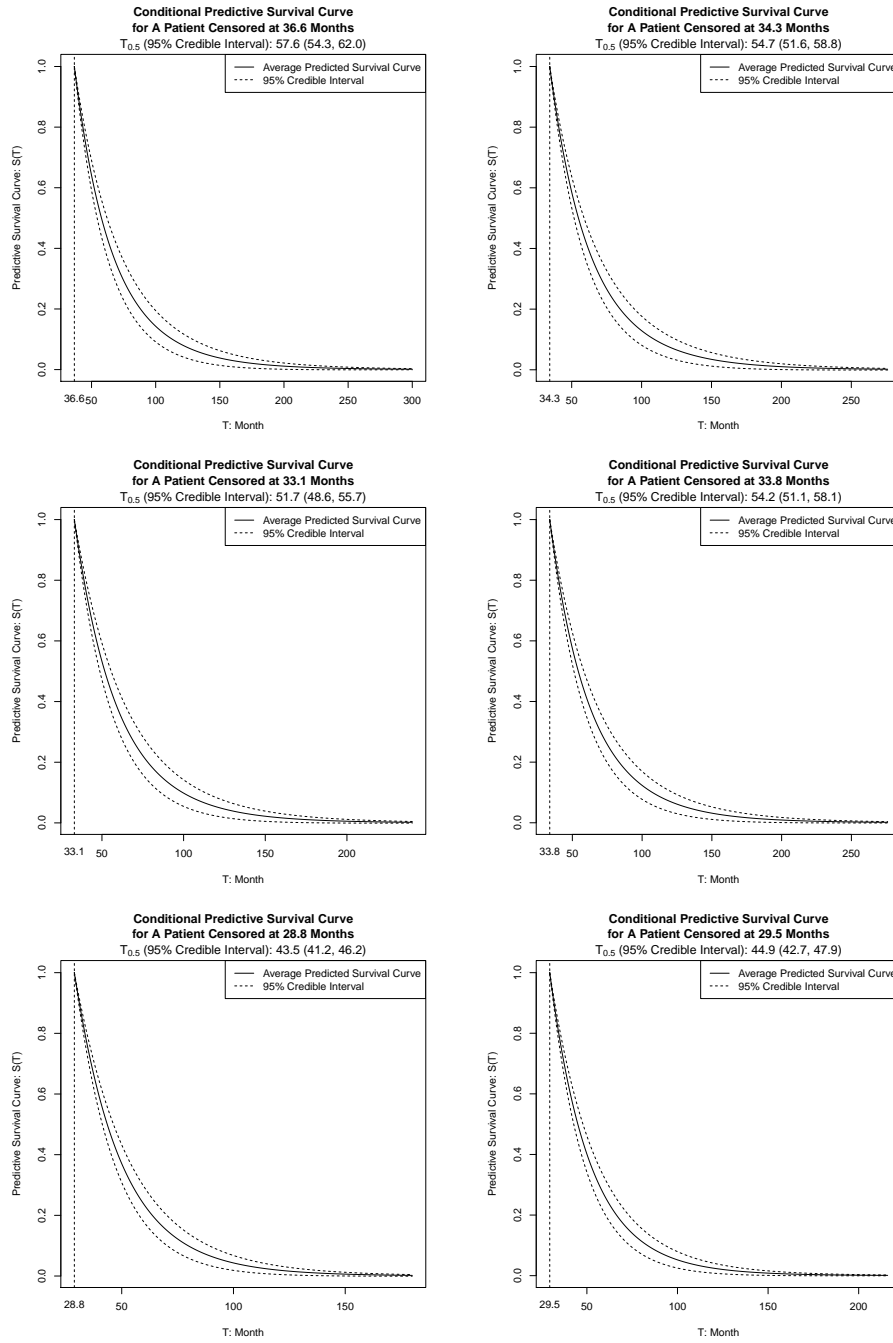 Conditional Predictive Survival Curve
for A Patient Censored at 36.6 Months
T0.5 (95% Credible Interval): 57.6 (54.3, 62.0)
Average Predicted Survival Curve
95% Credible Interval
Predictive Survival Curve: S(T)
1.0
0.8
0.6
0.4
0.2
0.0
36.6 50 100 150 200 250 300
T: Month
Conditional Predictive Survival Curve
for A Patient Censored at 34.3 Months
T0.5 (95% Credible Interval): 54.7 (51.6, 58.8)
Average Predicted Survival Curve
95% Credible Interval
Predictive Survival Curve: S(T)
1.0
0.8
0.6
0.4
0.2
0.0
34.3 50 100 150 200 250
T: Month
Conditional Predictive Survival Curve
for A Patient Censored at 33.1 Months
T0.5 (95% Credible Interval): 51.7 (48.6, 55.7)
Average Predicted Survival Curve
95% Credible Interval
Predictive Survival Curve: S(T)
1.0
0.8
0.6
0.4
0.2
0.0
33.1 50 100 150 200
T: Month
Conditional Predictive Survival Curve
for A Patient Censored at 33.8 Months
T0.5 (95% Credible Interval): 54.2 (51.1, 58.1)
Average Predicted Survival Curve
95% Credible Interval
Predictive Survival Curve: S(T)
1.0
0.8
0.6
0.4
0.2
0.0
33.8 50 100 150 200 250
T: Month
Conditional Predictive Survival Curve
for A Patient Censored at 28.8 Months
T0.5 (95% Credible Interval): 43.5 (41.2, 46.2)
Average Predicted Survival Curve
95% Credible Interval
Predictive Survival Curve: S(T)
1.0
0.8
0.6
0.4
0.2
0.0
28.8 50 100 150
T: Month
Conditional Predictive Survival Curve
for A Patient Censored at 29.5 Months
T0.5 (95% Credible Interval): 44.9 (42.7, 47.9)
Average Predicted Survival Curve
95% Credible Interval
Predictive Survival Curve: S(T)
1.0
0.8
0.6
0.4
0.2
0.0
29.5 50 100 150 200
T: Month